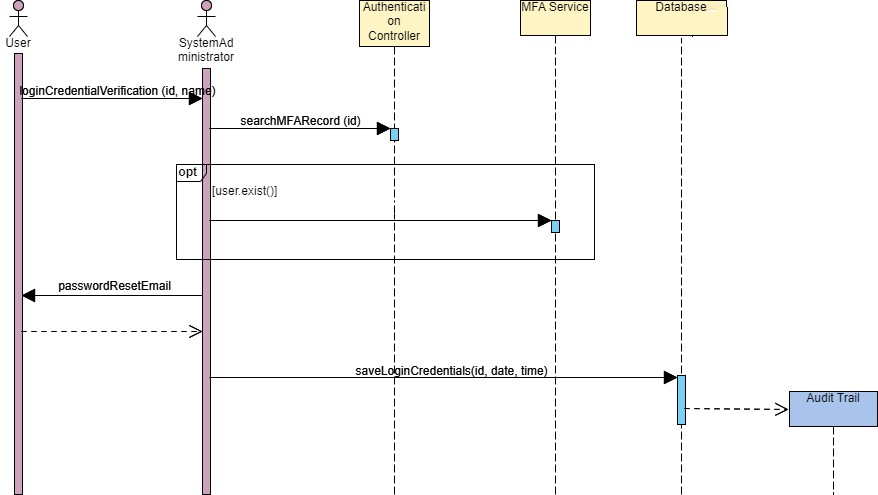 User
SystemAd
ministrator
Authenticati
on
Controller
MFA Service
Database
loginCredentialVerification (id, name)
searchMFARecord (id)
opt
[user.exist()]
passwordResetEmail
saveLoginCredentials(id, date, time)
Audit Trail